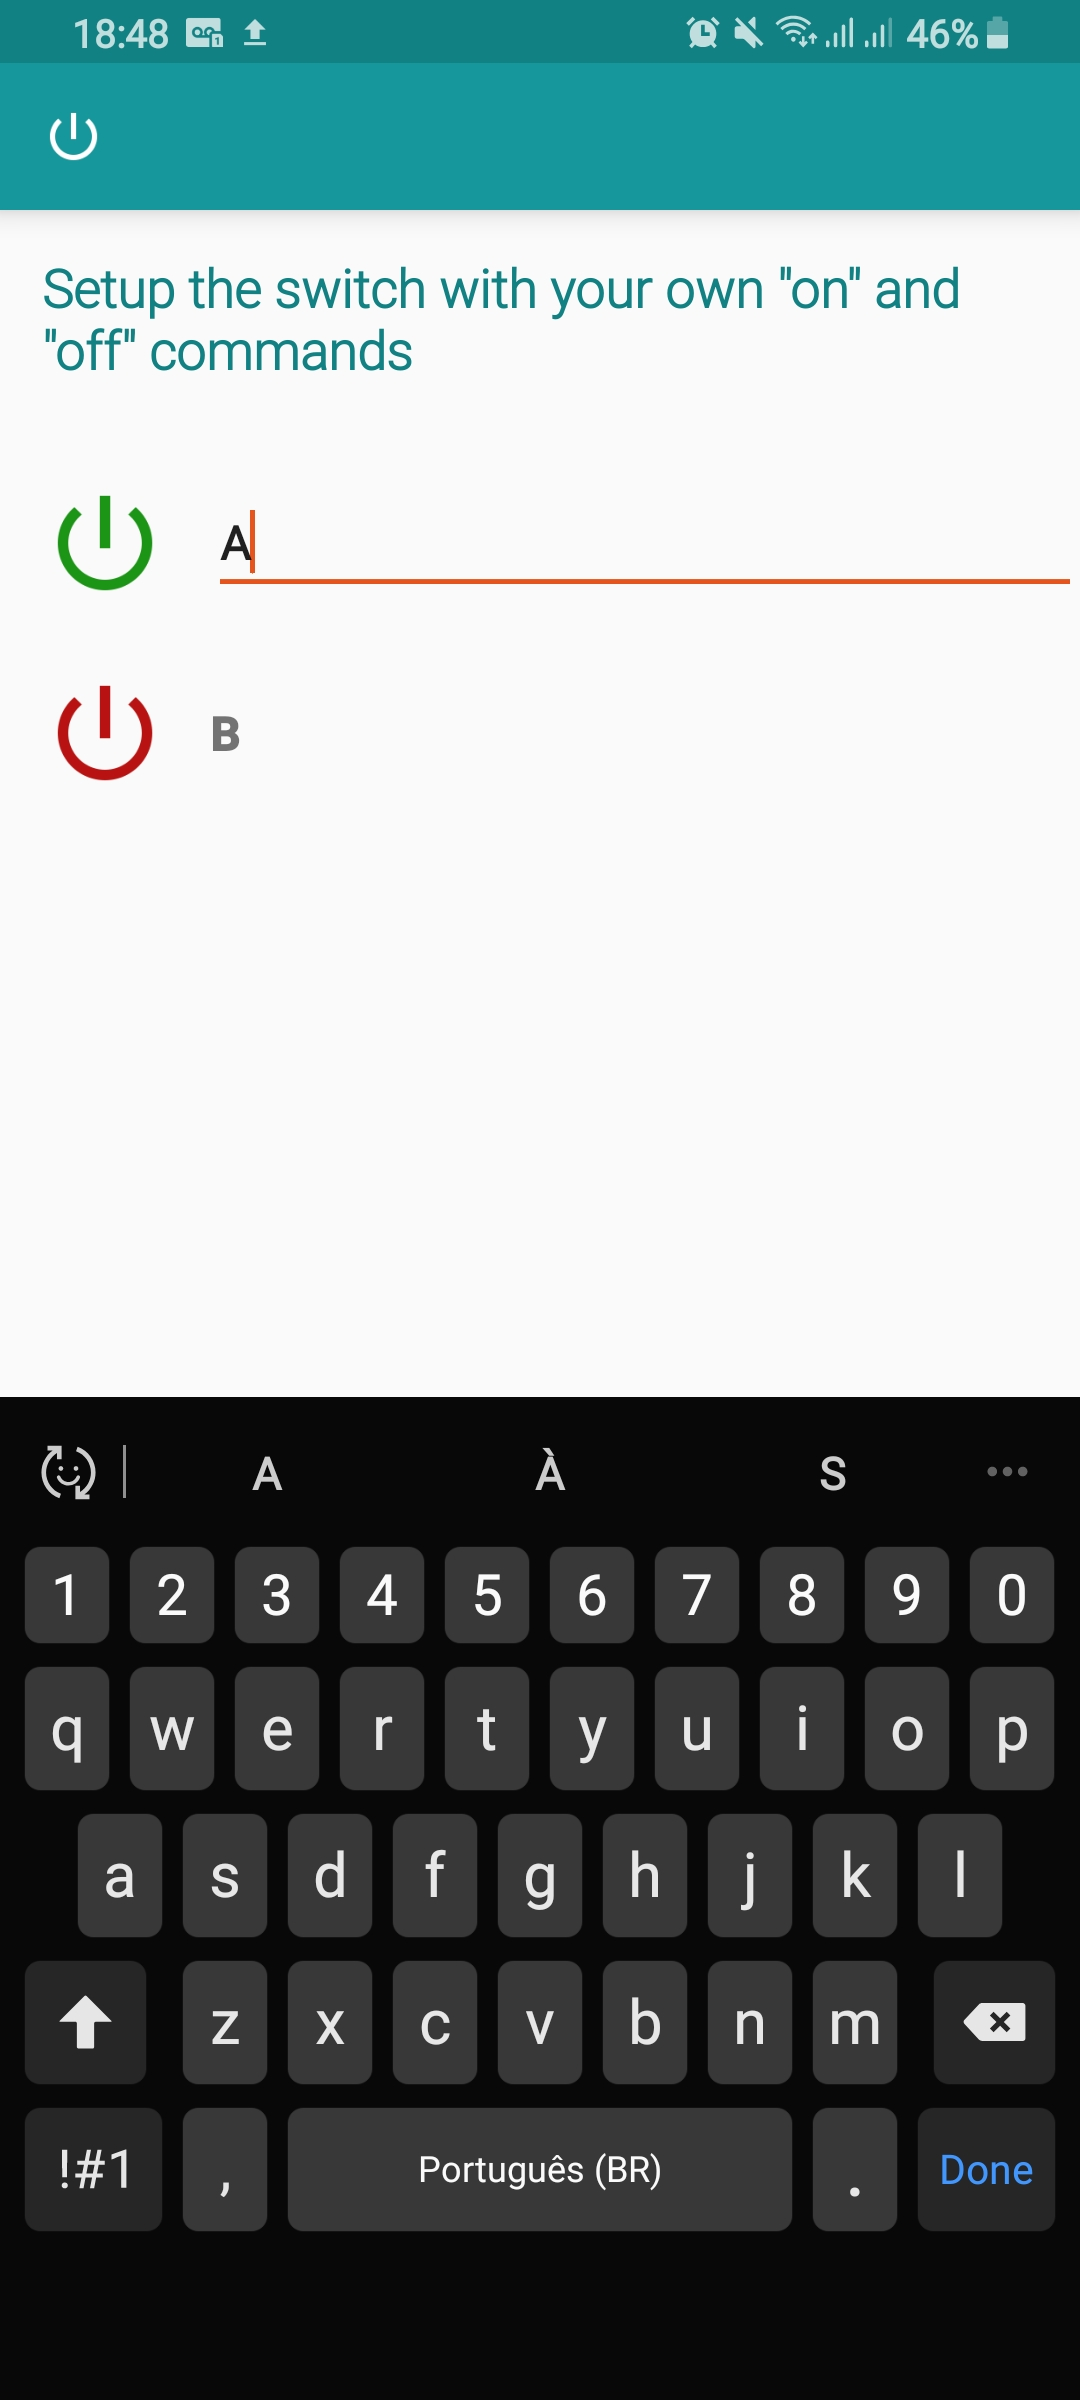 18:48
46%
Setup the switch with your own "on" and
"off" commands
A
B
A À S
1 2 3 4 5 6 7 8 9 0
q w e r t y u i o p
a s d f g h j k l
z x c v b n m
!#1 , Português (BR) . Done